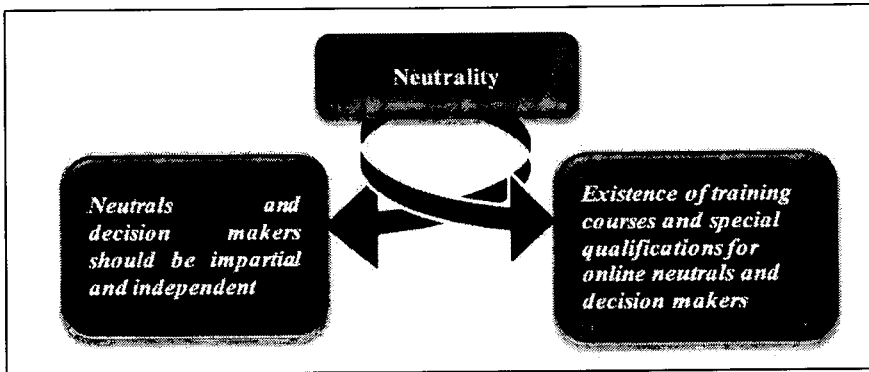 Neutrality
Neutrals and
decision makers
should be impartial
and independent
Existence of training
courses and special
qualifications for
online neutrals and
decision makers